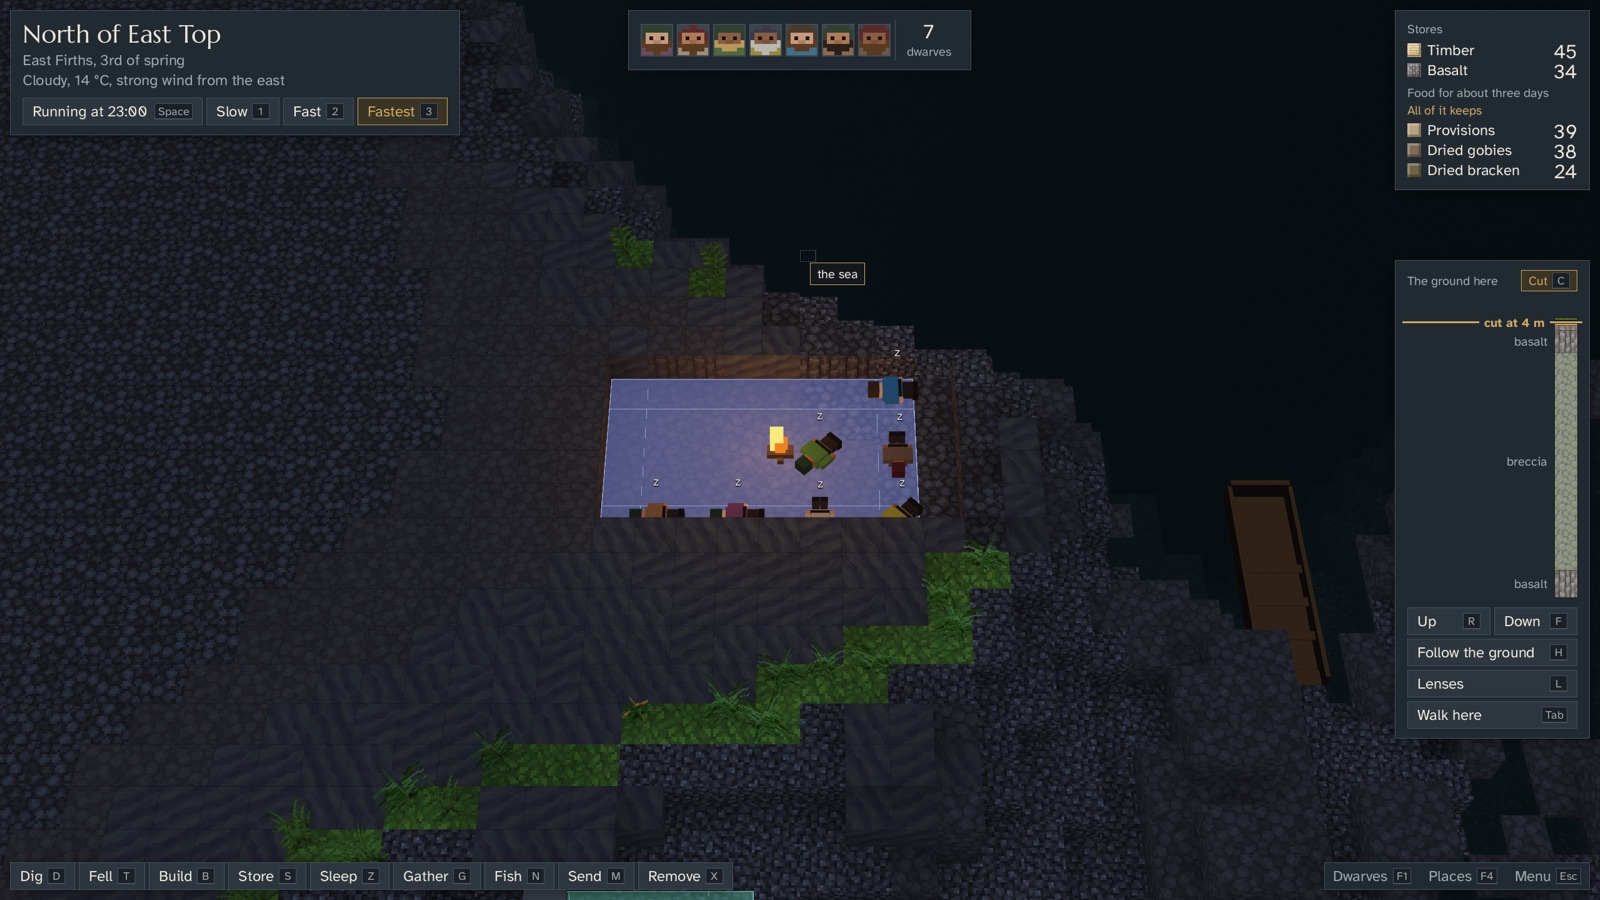 North of East Top
East Firths, 3rd of spring
Cloudy, 14 °C, strong wind from the east
Running at 23:00 Space
Slow 1
Fast 2
Fastest 3
7
dwarves
Stores
Timber 45
Basalt 34
Food for about three days
All of it keeps
Provisions 39
Dried gobies 38
Dried bracken 24
the sea
The ground here
Cut C
cut at 4 m
basalt
breccia
basalt
Up R
Down F
Follow the ground H
Lenses L
Walk here Tab
z
z
z
z
z
z
z
Dig D
Fell T
Build B
Store S
Sleep Z
Gather G
Fish N
Send M
Remove X
Dwarves F1
Places F4
Menu Esc